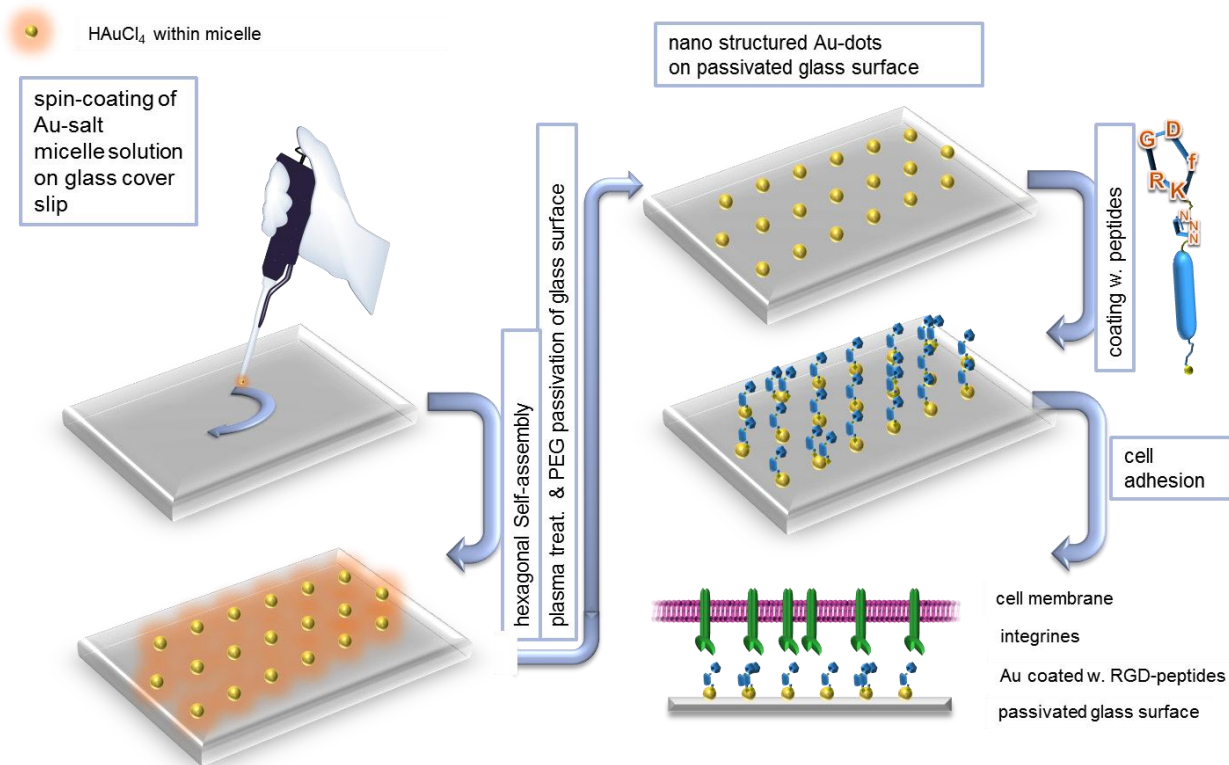 HAuCl₄ within micelle
spin-coating of
Au-salt
micelle solution
on glass cover
slip
hexagonal Self-assembly
plasma treat. & PEG passivation of glass surface
nano structured Au-dots
on passivated glass surface
coating w. peptides
G D f K R
N N N N
cell
adhesion
cell membrane
integrines
Au coated w. RGD-peptides
passivated glass surface